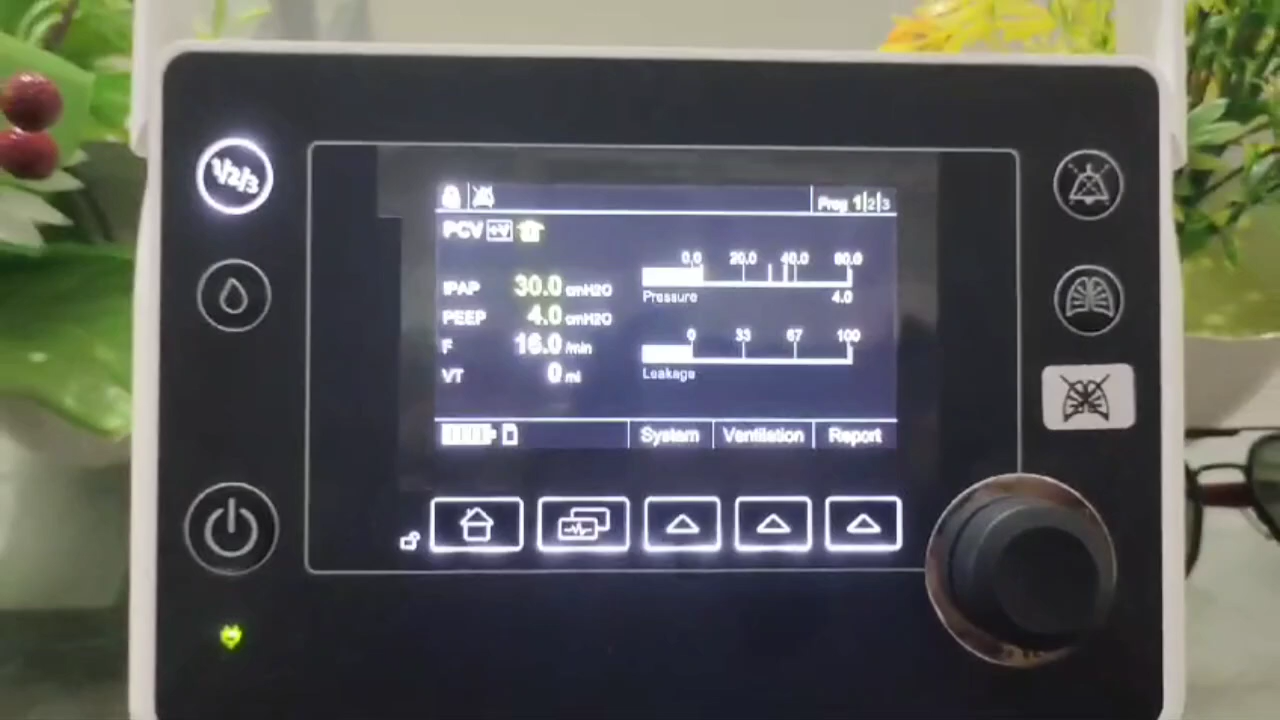 1/2/3
Prog 1|2|3
PCV +V
0.0 20.0 40.0 60.0
IPAP 30.0 cmH2O
Pressure 4.0
PEEP 4.0 cmH2O
0 33 67 100
F 16.0 /min
Leakage
VT 0 ml
System Ventilation Report